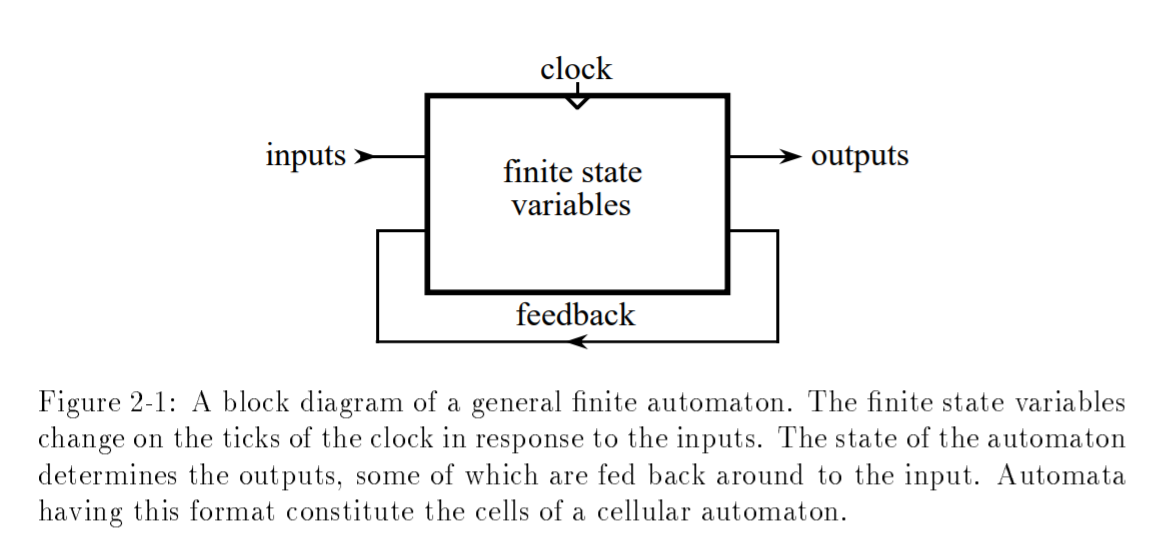 clock
inputs
outputs
finite state
variables
feedback
Figure 2-1: A block diagram of a general finite automaton. The finite state variables
change on the ticks of the clock in response to the inputs. The state of the automaton
determines the outputs, some of which are fed back around to the input. Automata
having this format constitute the cells of a cellular automaton.